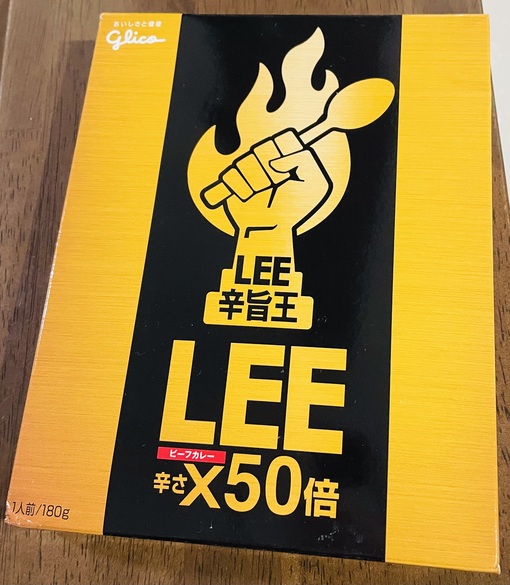 おいしさと健康
Glico
LEE
辛旨王
LEE
ビーフカレー
辛さX50倍
1人前/180g